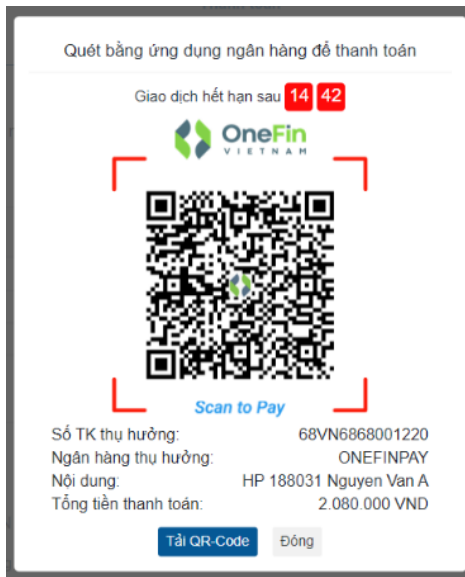 Quét bằng ứng dụng ngân hàng để thanh toán
Giao dịch hết hạn sau 14 42
OneFin
VIETNAM
Scan to Pay
Số TK thụ hưởng: 68VN6868001220
Ngân hàng thụ hưởng: ONEFINPAY
Nội dung: HP 188031 Nguyen Van A
Tổng tiền thanh toán: 2.080.000 VND
Tải QR-Code Đóng